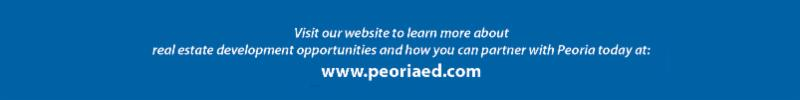 Visit our website to learn more about
real estate development opportunities and how you can partner with Peoria today at:
www.peoriaed.com